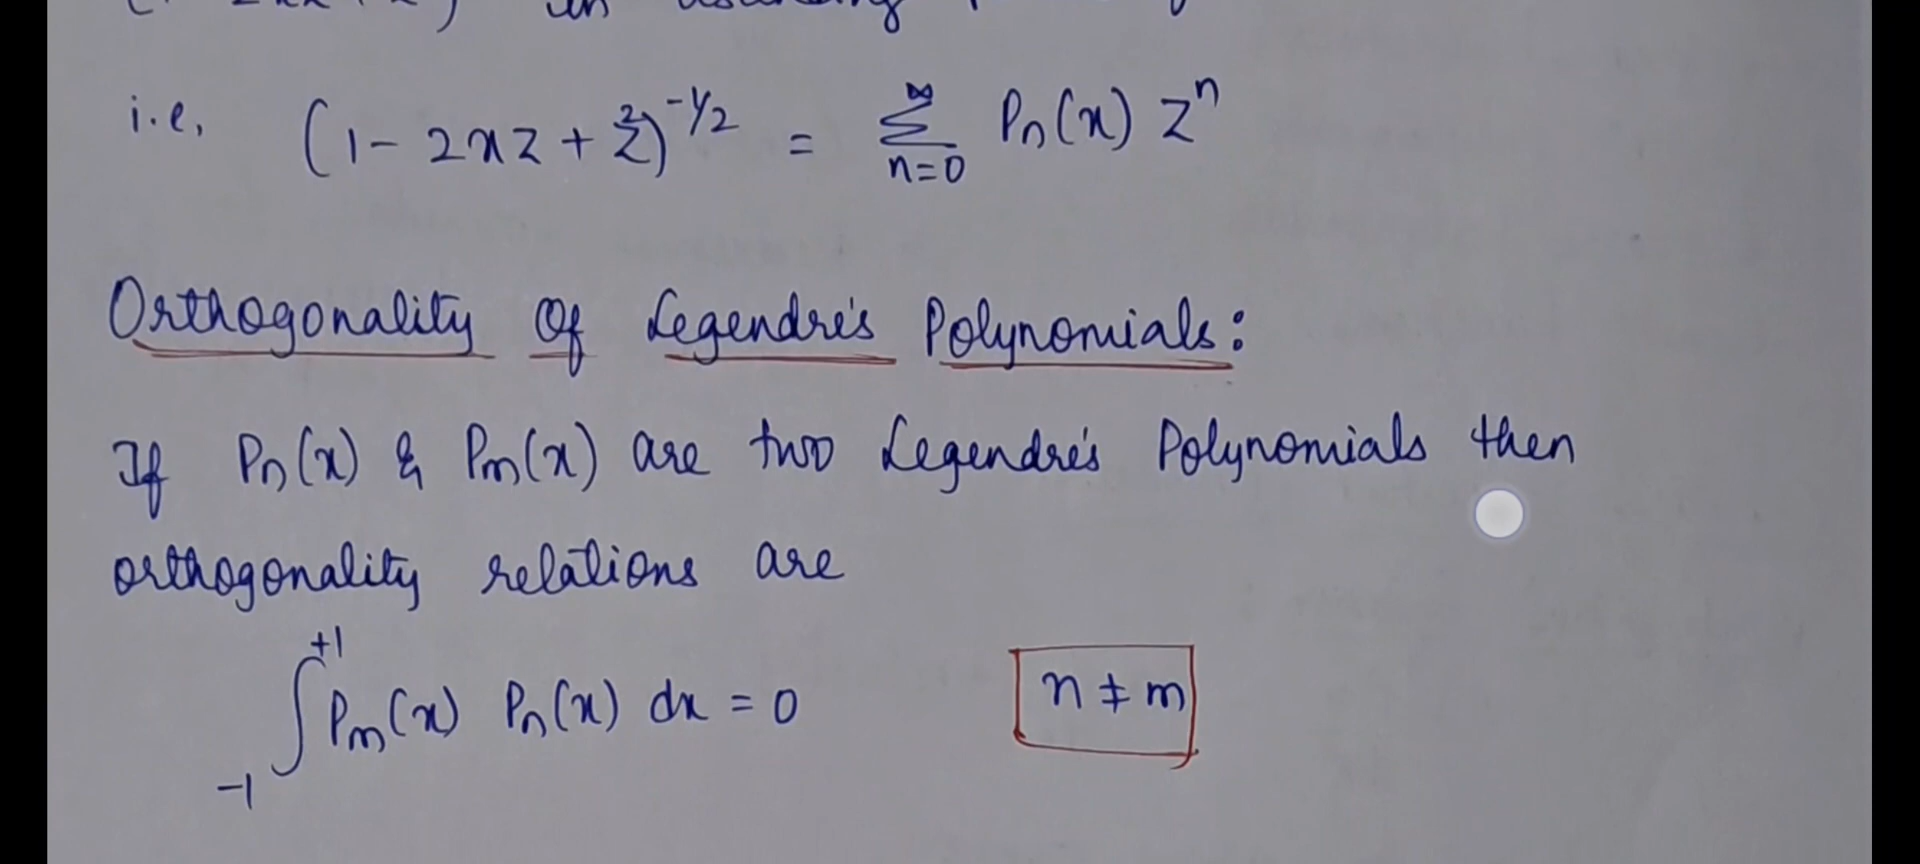 i.e, (1 - 2xz + z²)^-1/2 = ∑_{n=0}^{∞} Pn(x) z^n
Orthogonality Of Legendre's Polynomials:
If Pn(x) & Pm(x) are two Legendre's Polynomials then
orthogonality relations are
∫_{-1}^{+1} Pm(x) Pn(x) dx = 0 n ≠ m